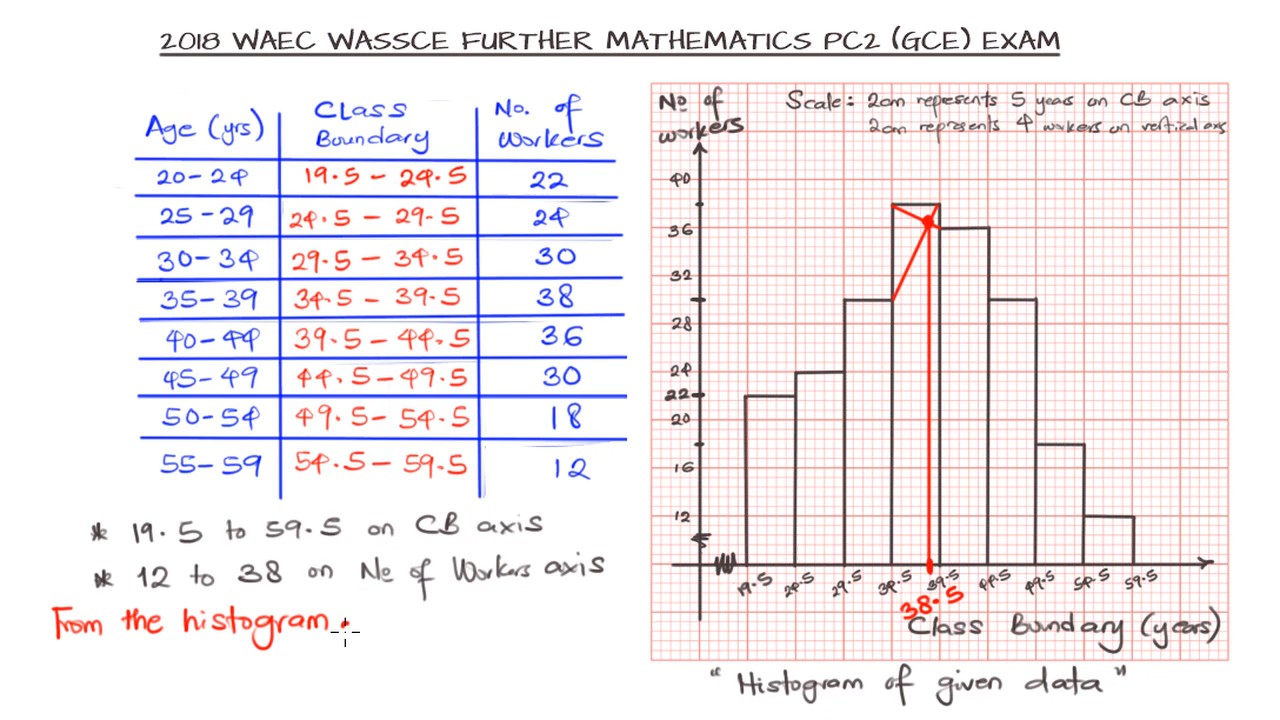 2018 WAEC WASSCE FURTHER MATHEMATICS PC2 (GCE) EXAM
Age (yrs) Class Boundary No. of workers
20-24 19.5 - 24.5 22
25-29 24.5 - 29.5 24
30-34 29.5 - 34.5 30
35-39 34.5 - 39.5 38
40-44 39.5 - 44.5 36
45-49 44.5 - 49.5 30
50-54 49.5 - 54.5 18
55-59 54.5 - 59.5 12
* 19.5 to 59.5 on CB axis
* 12 to 38 on No of Workers axis
From the histogram.
No of workers
Scale: 2cm represents 5 years on CB axis
2cm represents 4 workers on vertical axis
40
36
32
28
24
22
20
16
12
19.5 24.5 29.5 34.5 39.5 44.5 49.5 54.5 59.5
38.5
Class Bundary (years)
"Histogram of given data"